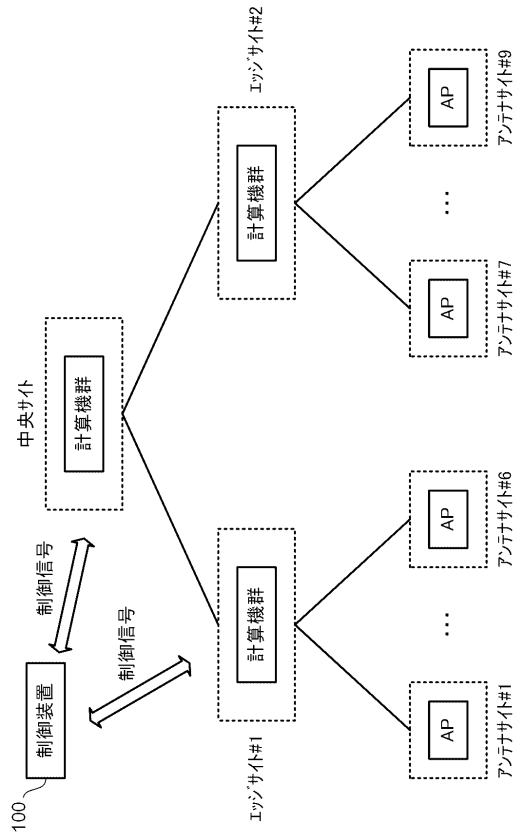 100
制御装置
制御信号
制御信号
中央サイト
計算機群
エッジサイト#1
計算機群
エッジサイト#2
計算機群
AP
アンテナサイト#1
…
AP
アンテナサイト#6
AP
アンテナサイト#7
…
AP
アンテナサイト#9